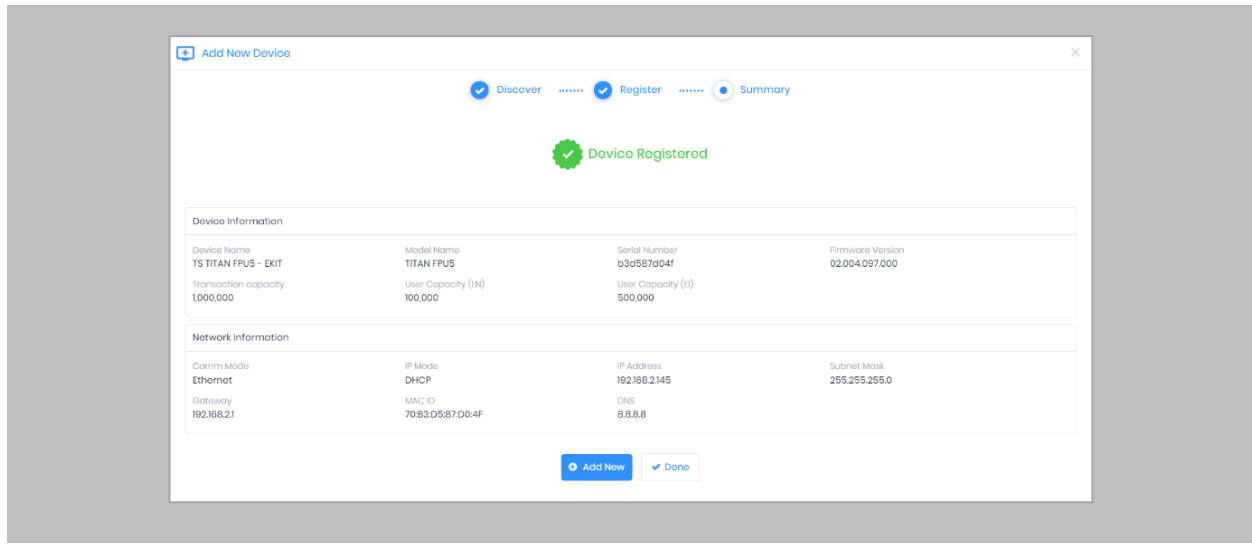 Add New Device
Discover Register Summary
Device Registered
Device Information
Device Name Model Name Serial Number Firmware Version
TS TITAN FPU5 - EKIT TITAN FPU5 b3d587d04f 02.004.097.000
Transaction capacity User Capacity (1:N) User Capacity (1:1)
1,000,000 100,000 500,000
Network Information
Comm Mode IP Mode IP Address Subnet Mask
Ethernet DHCP 192.168.2.145 255.255.255.0
Gateway MAC ID DNS
192.168.2.1 70:B3:D5:87:D0:4F 8.8.8.8
Add New Done